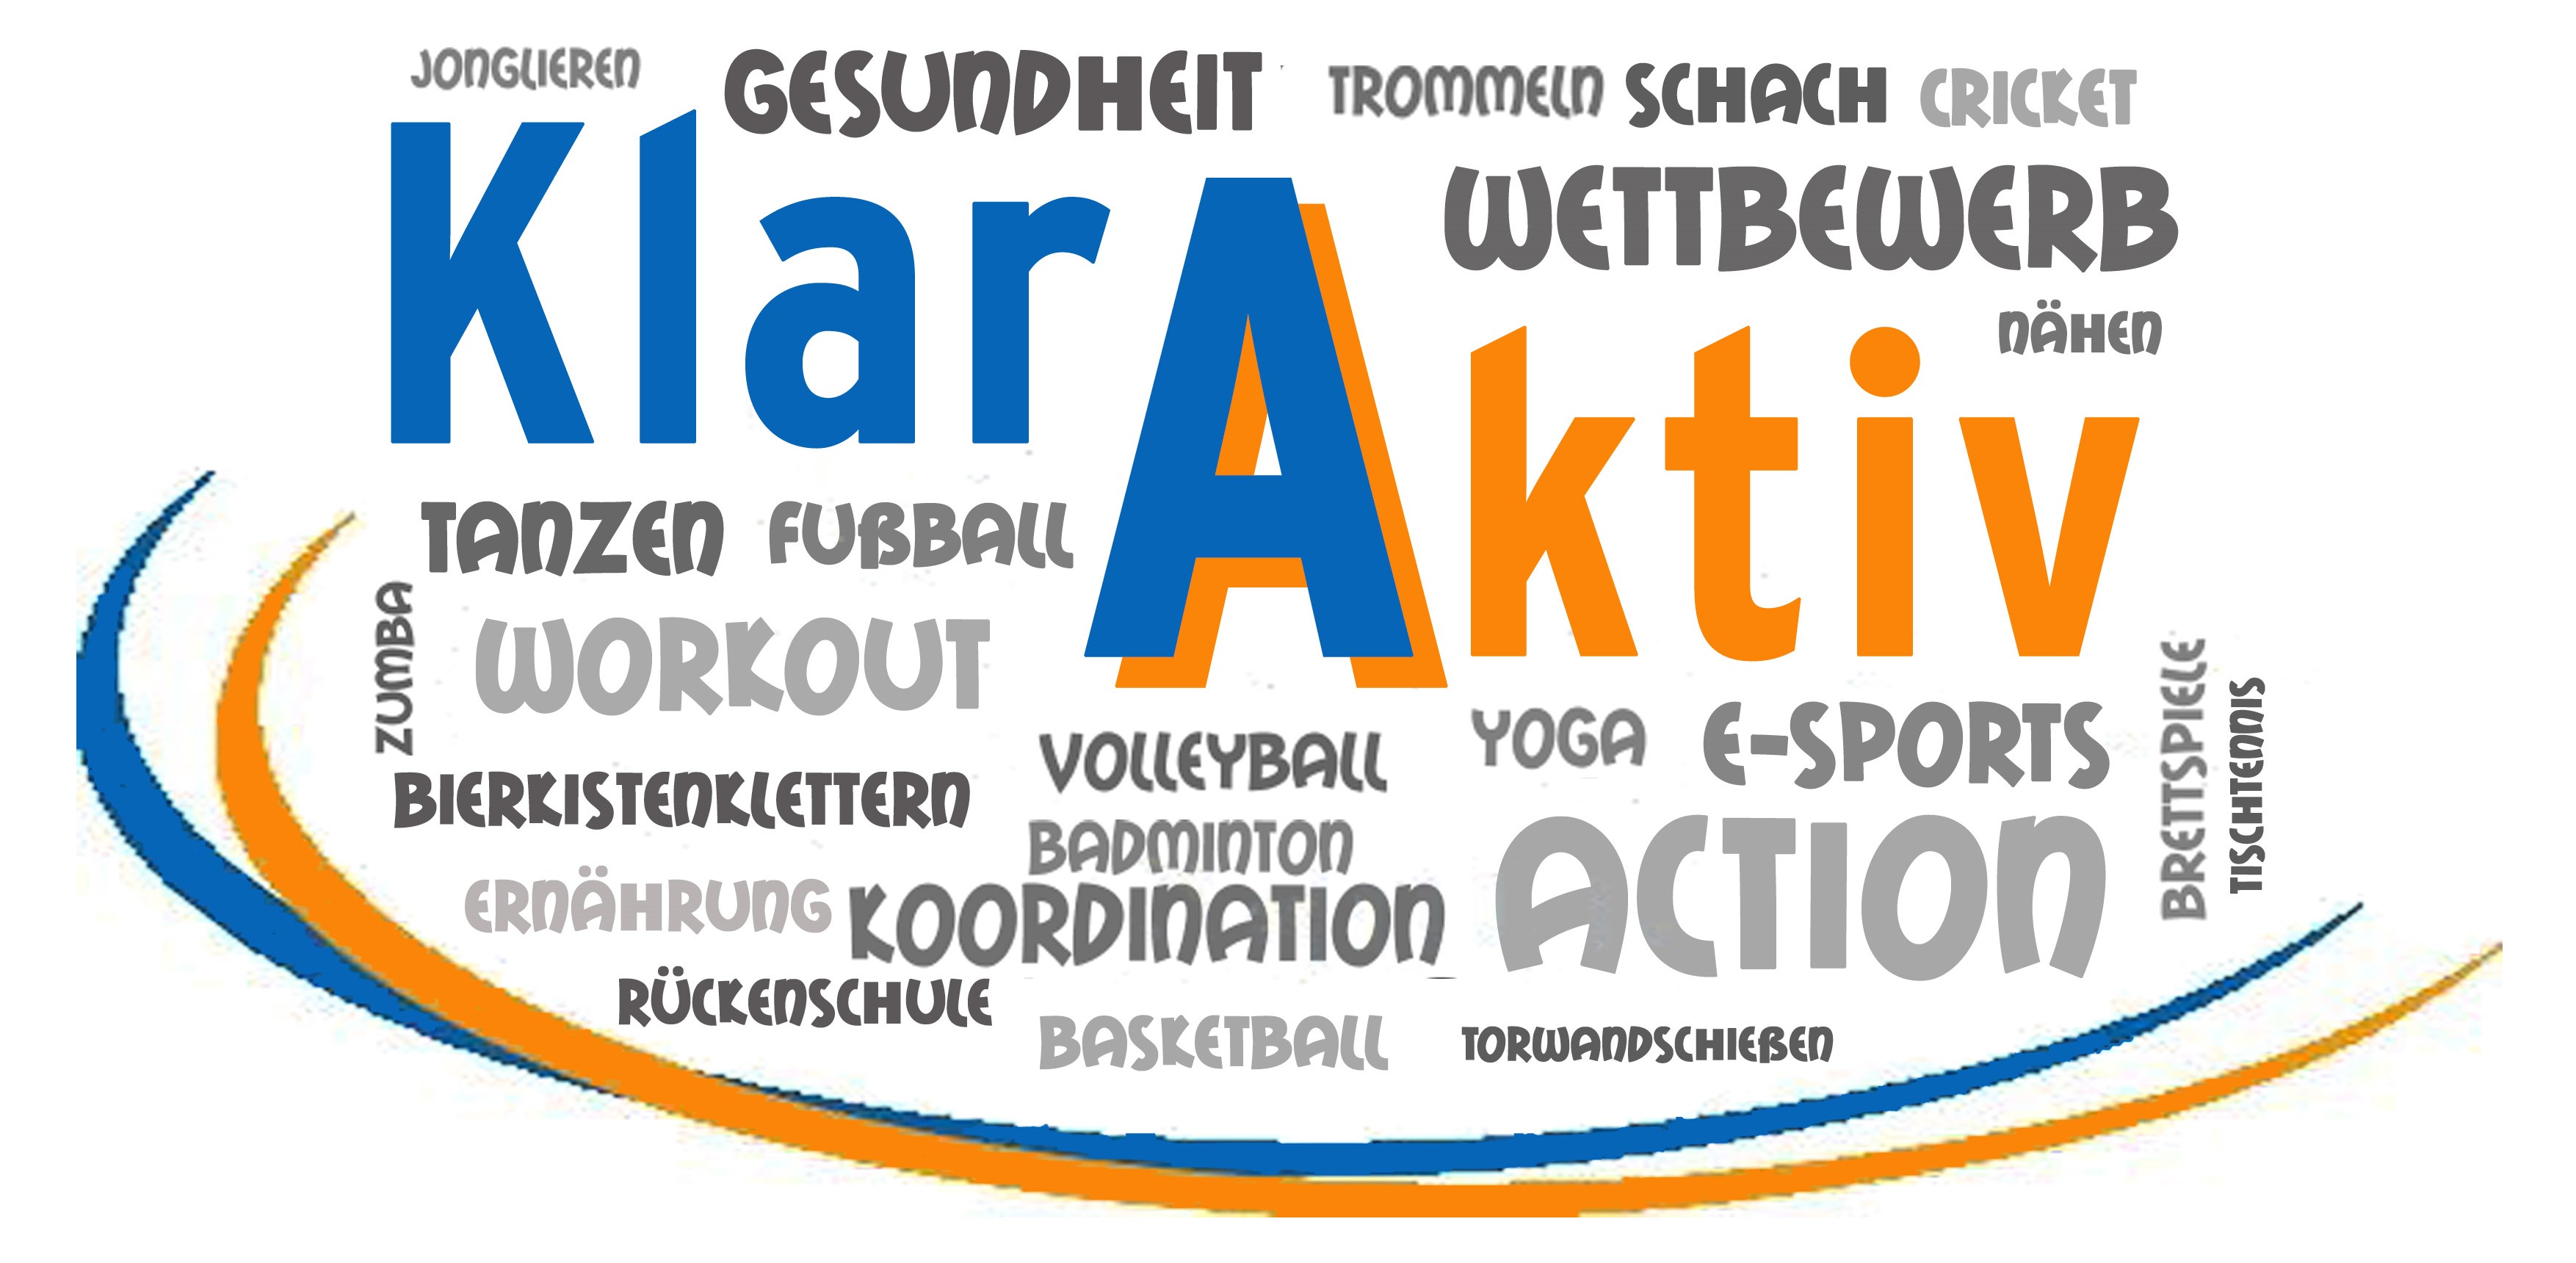 JONGLIEREN GESUNDHEIT TROMMELN SCHACH CRICKET
WETTBEWERB
KlarAktiv
NÄHEN
TANZEN FUßBALL
ZUMBA
WORKOUT
BIERKISTENKLETTERN
VOLLEYBALL
YOGA E-SPORTS
BRETTSPIELE
TISCHTENNIS
BADMINTON
ACTION
ERNÄHRUNG KOORDINATION
RÜCKENSCHULE
BASKETBALL
TORWANDSCHIEßEN